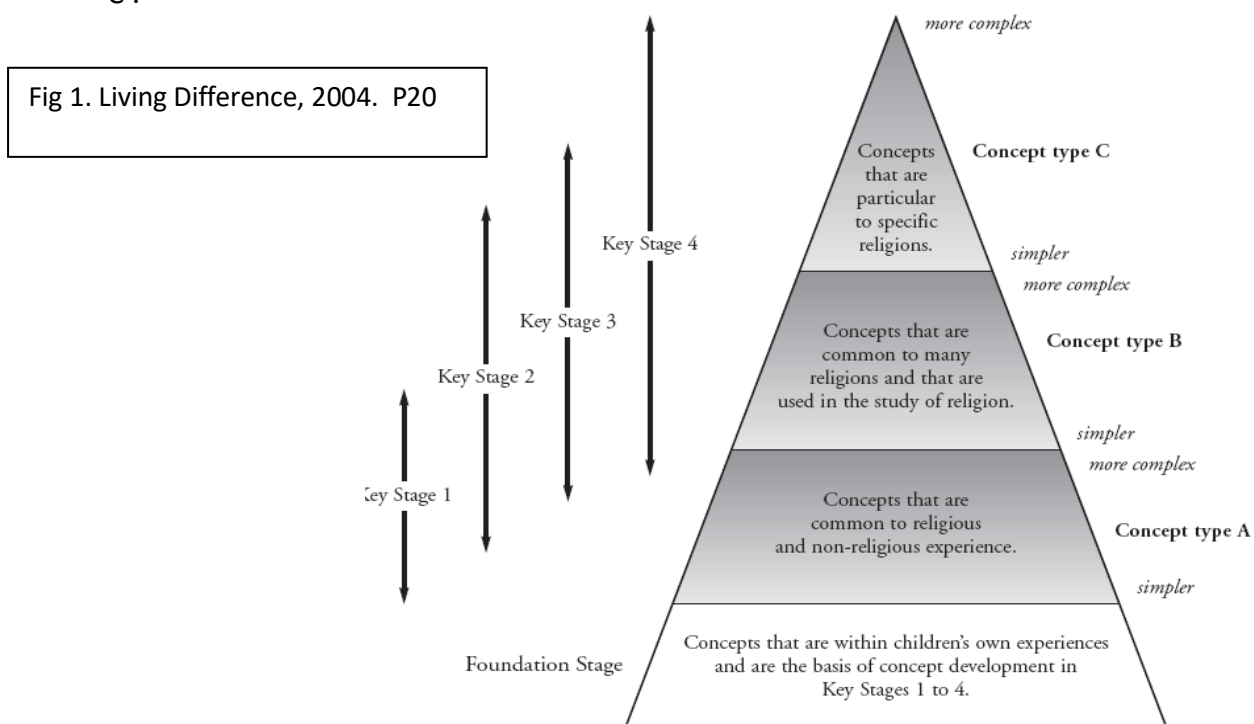 more complex
Fig 1. Living Difference, 2004.  P20
Concepts
that are
particular
to specific
religions.
Concept type C
Key Stage 4
simpler
more complex
Key Stage 3
Concepts that are
common to many
religions and that are
used in the study of religion.
Concept type B
Key Stage 2
simpler
more complex
Stage 1
Concepts that are
common to religious
and non-religious experience.
Concept type A
simpler
Foundation Stage
Concepts that are within children's own experiences
and are the basis of concept development in
Key Stages 1 to 4.